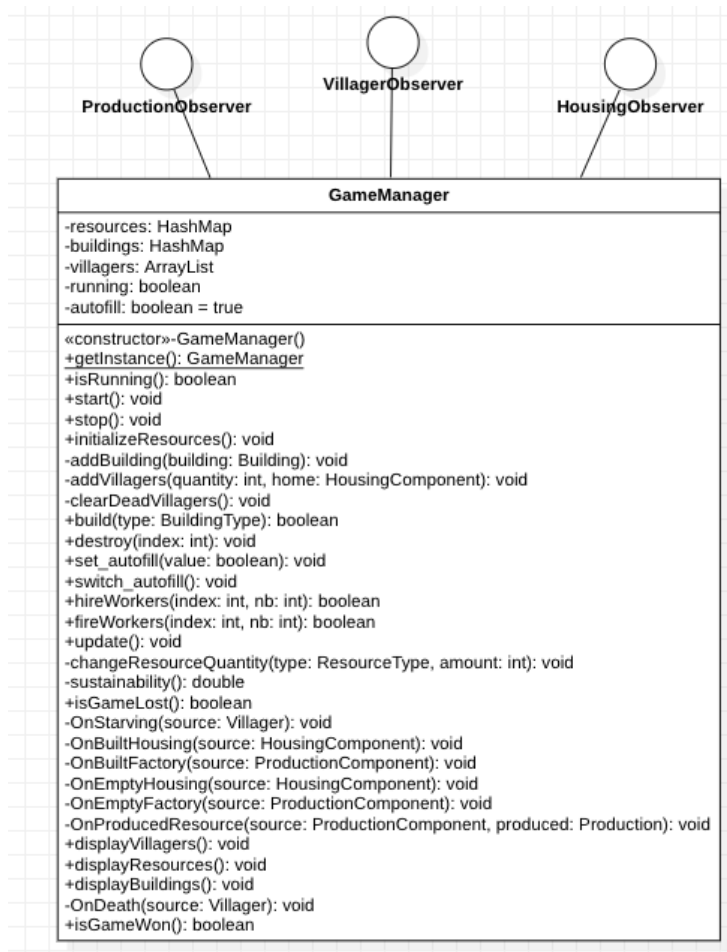 ProductionObserver
VillagerObserver
HousingObserver
GameManager
-resources: HashMap
-buildings: HashMap
-villagers: ArrayList
-running: boolean
-autofill: boolean = true
«constructor»-GameManager()
+getInstance(): GameManager
+isRunning(): boolean
+start(): void
+stop(): void
+initializeResources(): void
-addBuilding(building: Building): void
-addVillagers(quantity: int, home: HousingComponent): void
-clearDeadVillagers(): void
+build(type: BuildingType): boolean
+destroy(index: int): void
+set_autofill(value: boolean): void
+switch_autofill(): void
+hireWorkers(index: int, nb: int): boolean
+fireWorkers(index: int, nb: int): boolean
+update(): void
-changeResourceQuantity(type: ResourceType, amount: int): void
-sustainability(): double
+isGameLost(): boolean
-OnStarving(source: Villager): void
-OnBuiltHousing(source: HousingComponent): void
-OnBuiltFactory(source: ProductionComponent): void
-OnEmptyHousing(source: HousingComponent): void
-OnEmptyFactory(source: ProductionComponent): void
-OnProducedResource(source: ProductionComponent, produced: Production): void
+displayVillagers(): void
+displayResources(): void
+displayBuildings(): void
-OnDeath(source: Villager): void
+isGameWon(): boolean